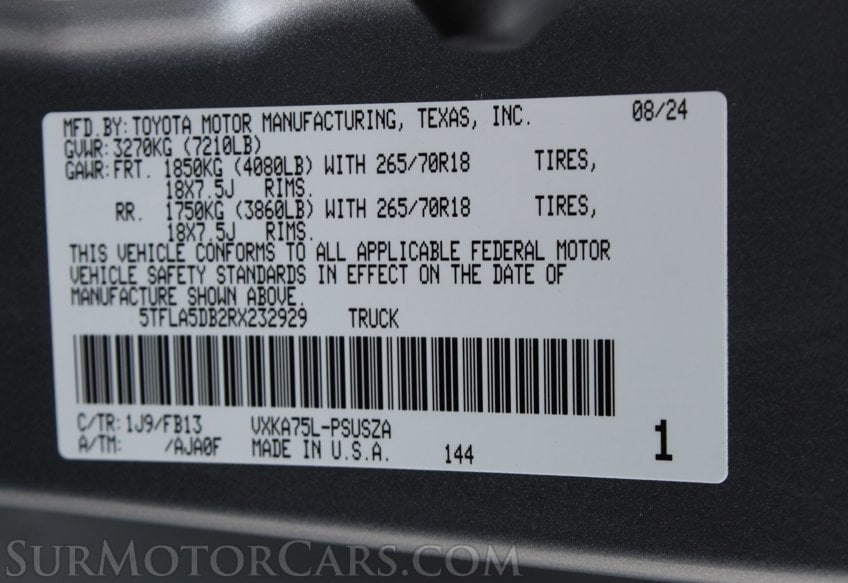 MFD.BY:TOYOTA MOTOR MANUFACTURING, TEXAS, INC. 08/24
GVWR:3270KG (7210LB)
GAWR:FRT. 1850KG (4080LB) WITH 265/70R18 TIRES,
18X7.5J RIMS.
RR. 1750KG (3860LB) WITH 265/70R18 TIRES,
18X7.5J RIMS.
THIS VEHICLE CONFORMS TO ALL APPLICABLE FEDERAL MOTOR
VEHICLE SAFETY STANDARDS IN EFFECT ON THE DATE OF
MANUFACTURE SHOWN ABOVE.
5TFLA5DB2RX232929 TRUCK
C/TR:1J9/FB13 VXKA75L-PSUSZA
A/TM: /AJA0F MADE IN U.S.A. 144 1
SURMOTORCARS.COM